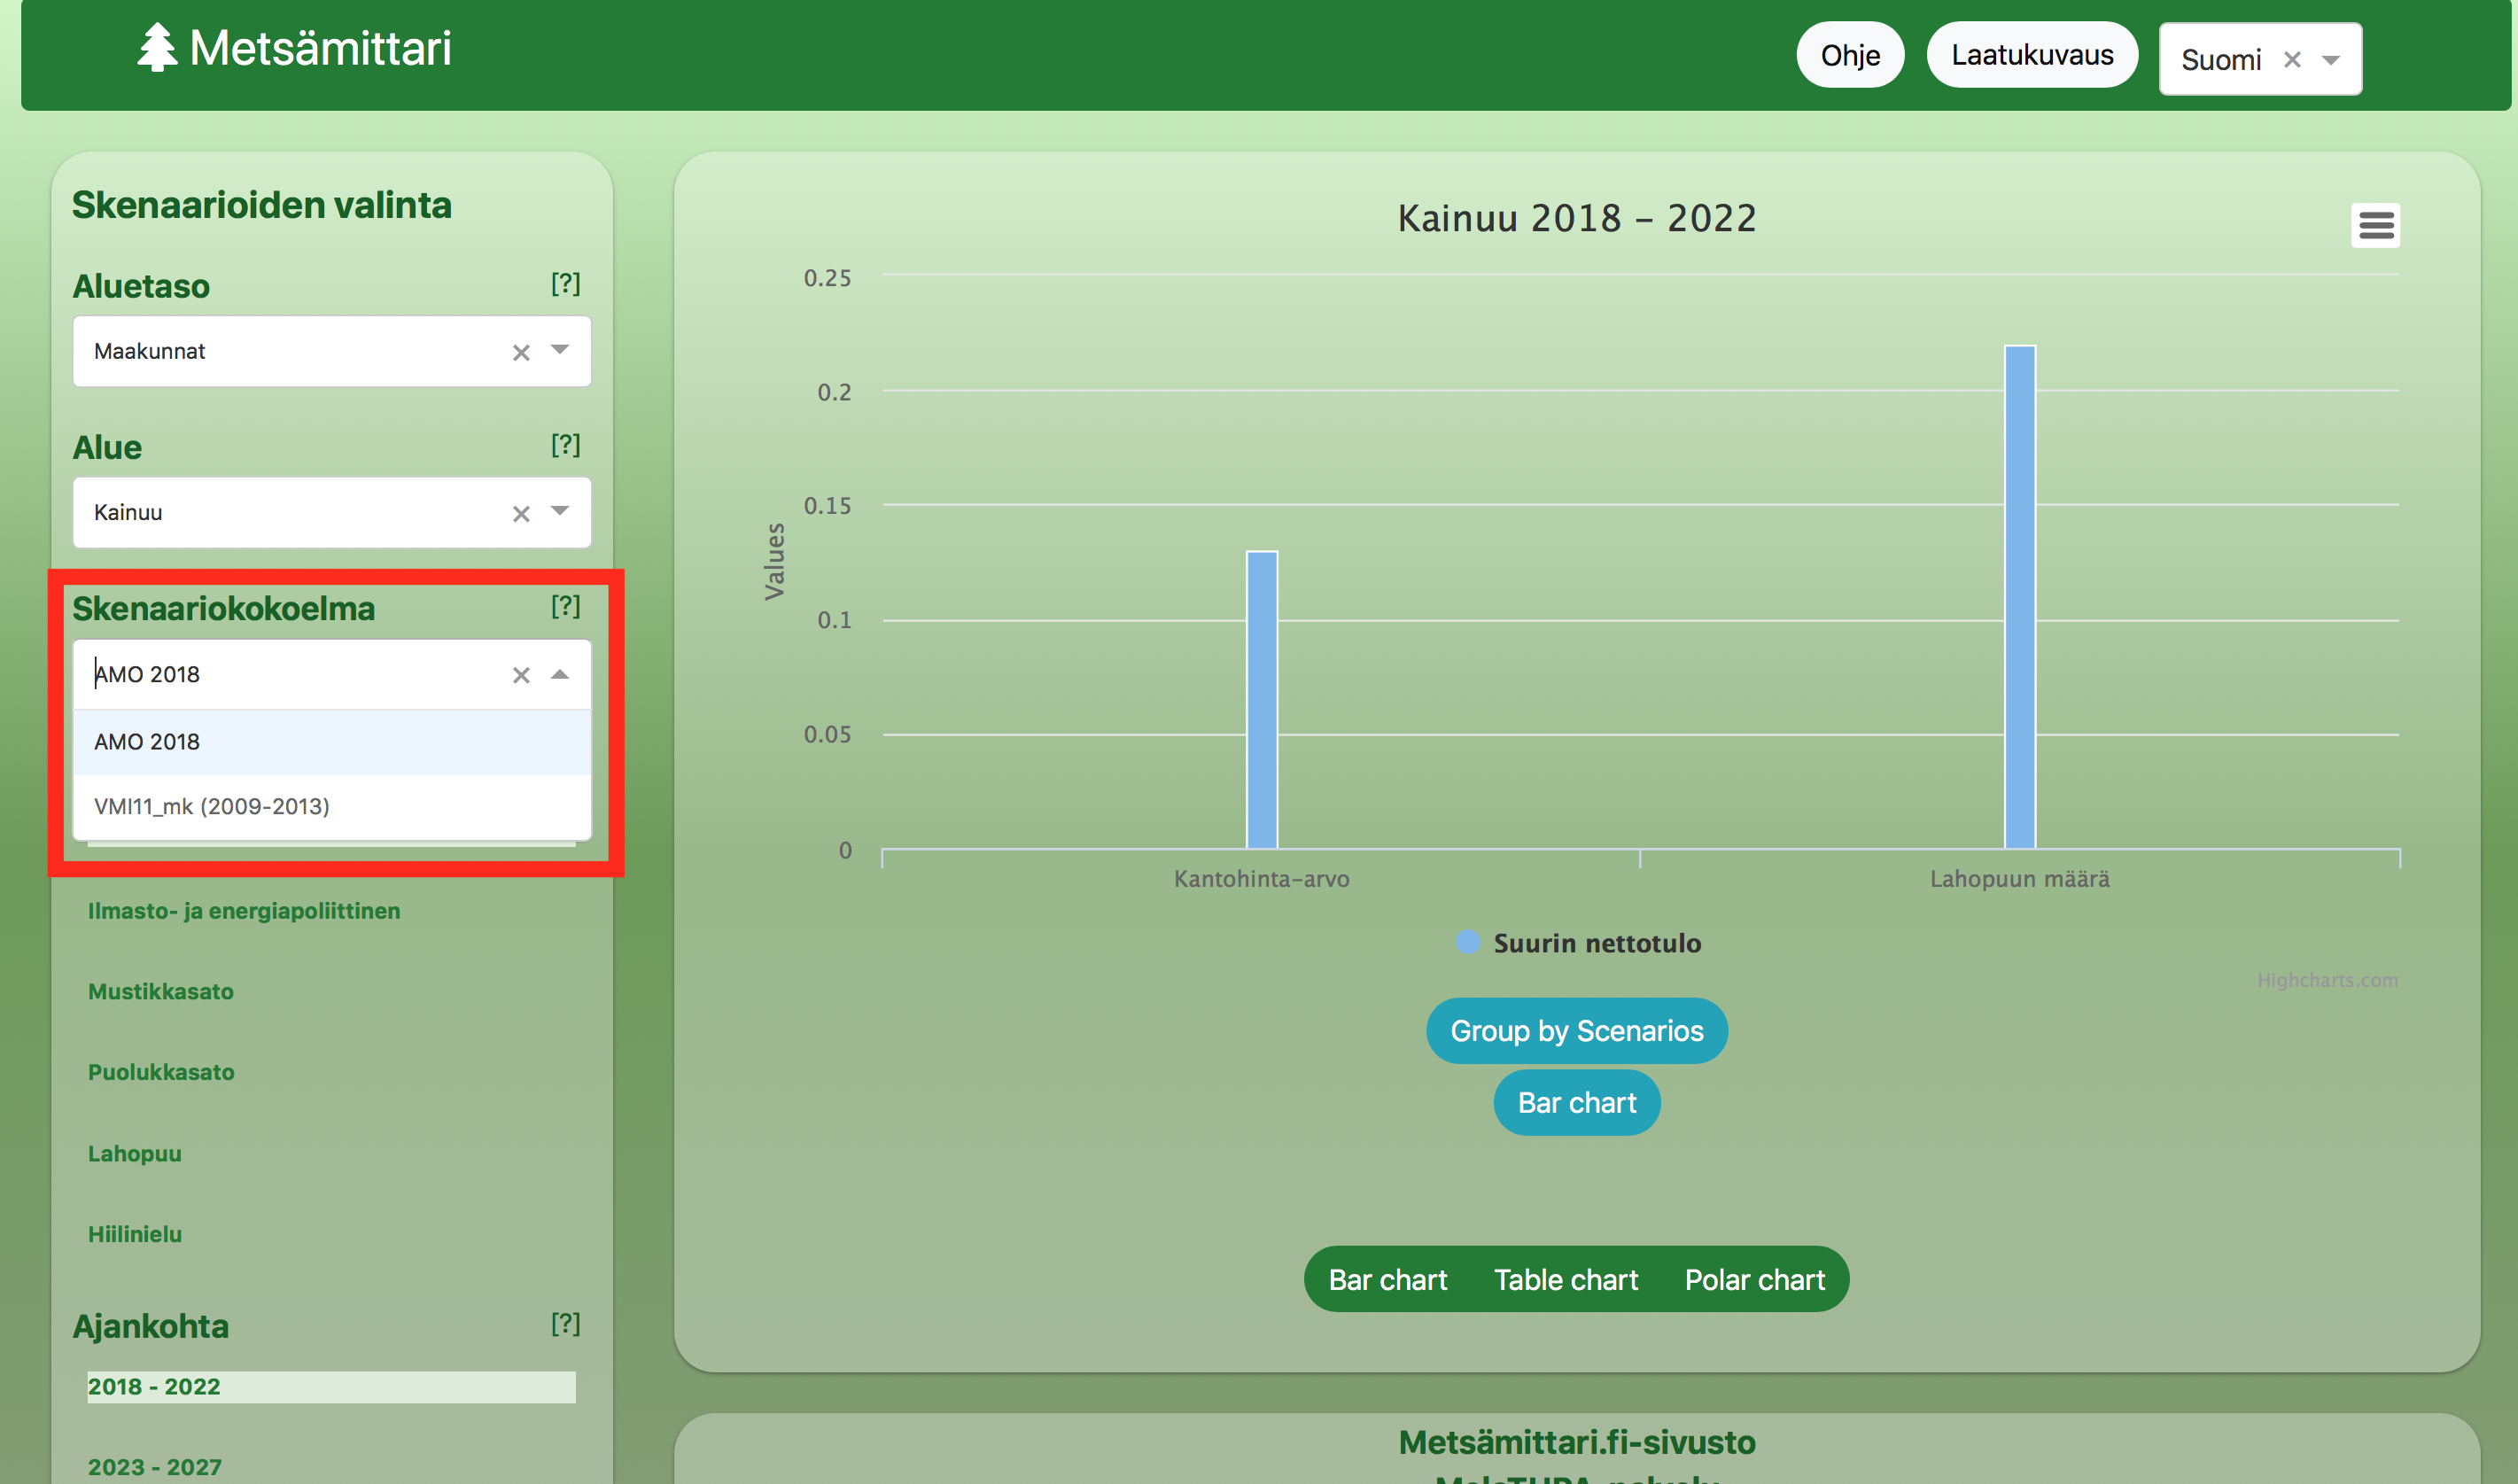 Metsämittari
Ohje
Laatukuvaus
Suomi
Skenaarioiden valinta
Aluetaso [?]
Maakunnat
Alue [?]
Kainuu
Skenaariokokoelma [?]
AMO 2018
AMO 2018
VMI11_mk (2009-2013)
Ilmasto- ja energiapoliittinen
Mustikkasato
Puolukkasato
Lahopuu
Hiilinielu
Ajankohta [?]
2018 - 2022
2023 - 2027
Kainuu 2018 – 2022
Values
0.25
0.2
0.15
0.1
0.05
0
Kantohinta-arvo
Lahopuun määrä
Suurin nettotulo
Highcharts.com
Group by Scenarios
Bar chart
Bar chart Table chart Polar chart
Metsämittari.fi-sivusto